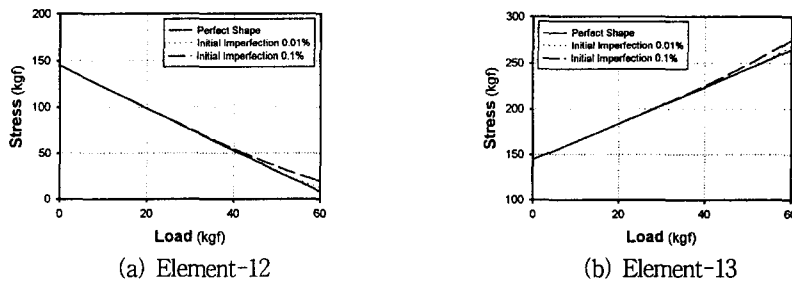 200
150
100
50
0
Stress (kgf)
Perfect Shape
Initial Imperfection 0.01%
Initial Imperfection 0.1%
0 20 40 60
Load (kgf)
(a) Element-12
300
250
200
150
100
Stress (kgf)
Perfect Shape
Initial Imperfection 0.01%
Initial Imperfection 0.1%
0 20 40 60
Load (kgf)
(b) Element-13